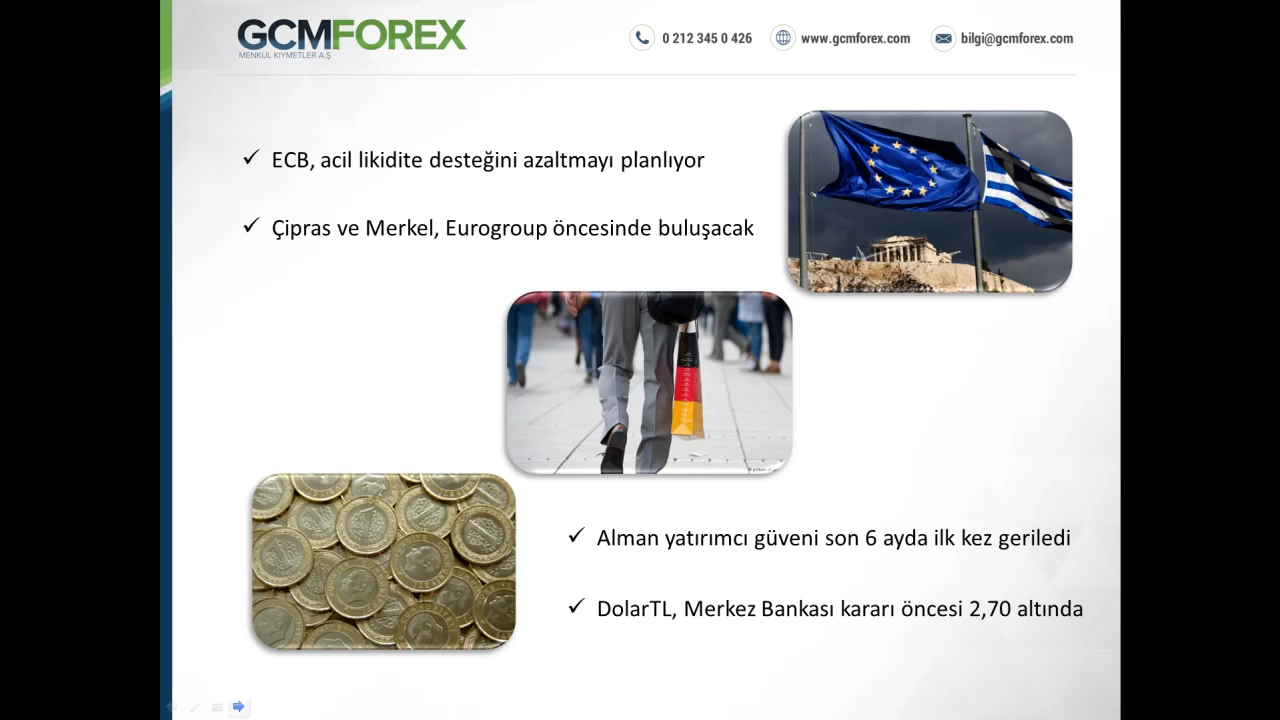 GCMFOREX
MENKUL KIYMETLER A.Ş
0 212 345 0 426
www.gcmforex.com
bilgi@gcmforex.com
✓ ECB, acil likidite desteğini azaltmayı planlıyor
✓ Çipras ve Merkel, Eurogroup öncesinde buluşacak
✓ Alman yatırımcı güveni son 6 ayda ilk kez geriledi
✓ DolarTL, Merkez Bankası kararı öncesi 2,70 altında